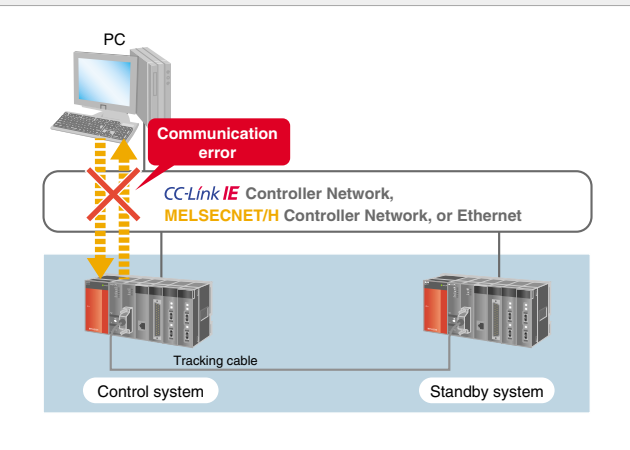 PC
Communication
error
CC-Link IE Controller Network,
MELSECNET/H Controller Network, or Ethernet
Tracking cable
Control system
Standby system